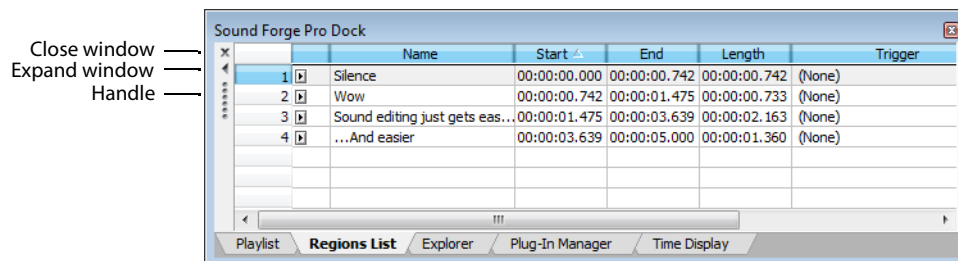 Sound Forge Pro Dock
Close window
Expand window
Handle
Name Start End Length Trigger
1 Silence 00:00:00.000 00:00:00.742 00:00:00.742 (None)
2 Wow 00:00:00.742 00:00:01.475 00:00:00.733 (None)
3 Sound editing just gets eas... 00:00:01.475 00:00:03.639 00:00:02.163 (None)
4 ...And easier 00:00:03.639 00:00:05.000 00:00:01.360 (None)
Playlist Regions List Explorer Plug-In Manager Time Display